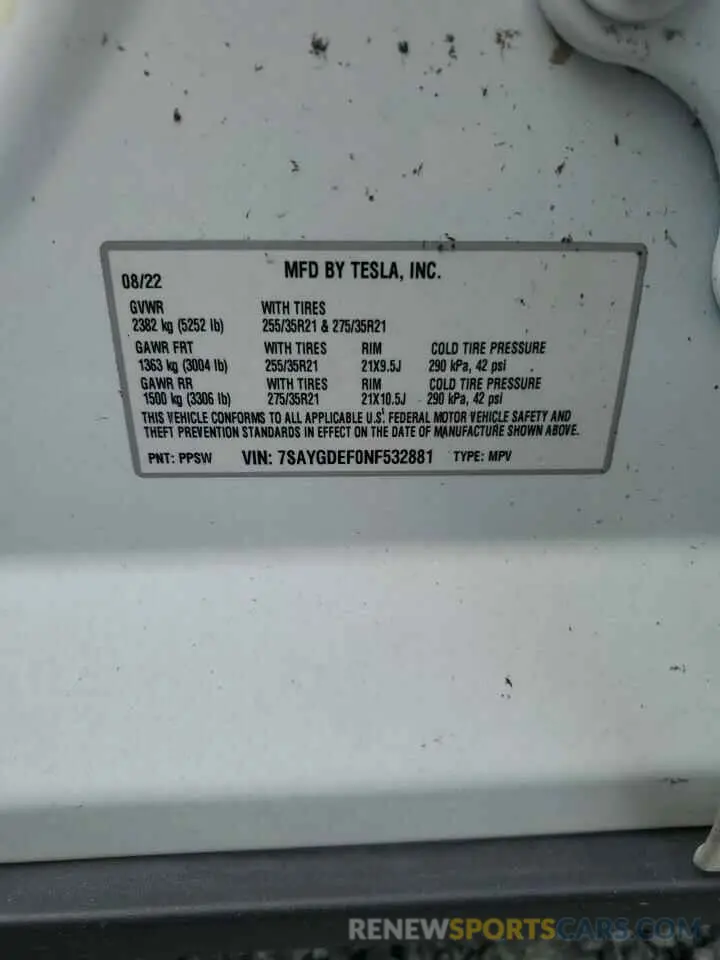 08/22 MFD BY TESLA, INC.
GVWR WITH TIRES
2382 kg (5252 lb) 255/35R21 & 275/35R21
GAWR FRT WITH TIRES RIM COLD TIRE PRESSURE
1363 kg (3004 lb) 255/35R21 21X9.5J 290 kPa, 42 psi
GAWR RR WITH TIRES RIM COLD TIRE PRESSURE
1500 kg (3306 lb) 275/35R21 21X10.5J 290 kPa, 42 psi
THIS VEHICLE CONFORMS TO ALL APPLICABLE U.S. FEDERAL MOTOR VEHICLE SAFETY AND
THEFT PREVENTION STANDARDS IN EFFECT ON THE DATE OF MANUFACTURE SHOWN ABOVE.
PNT: PPSW VIN: 7SAYGDEF0NF532881 TYPE: MPV
RENEWSPORTSCARS.COM